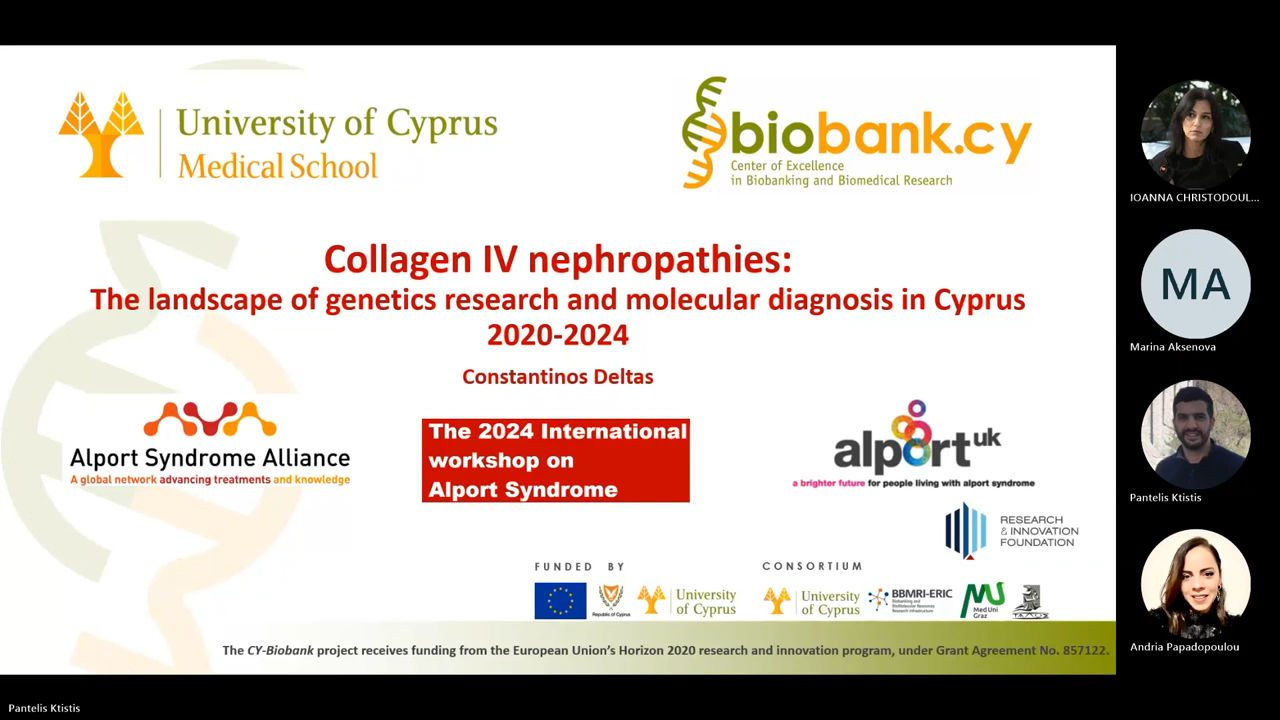 University of Cyprus
Medical School
biobank.cy
Center of Excellence
in Biobanking and Biomedical Research
Collagen IV nephropathies:
The landscape of genetics research and molecular diagnosis in Cyprus
2020-2024
Constantinos Deltas
Alport Syndrome Alliance
A global network advancing treatments and knowledge
The 2024 International
workshop on
Alport Syndrome
alport uk
a brighter future for people living with alport syndrome
RESEARCH
& INNOVATION
FOUNDATION
FUNDED BY
Republic of Cyprus
University
of Cyprus
CONSORTIUM
University
of Cyprus
BBMRI-ERIC
Med Uni
Graz
The CY-Biobank project receives funding from the European Union's Horizon 2020 research and innovation program, under Grant Agreement No. 857122.
IOANNA CHRISTODOUL...
MA
Marina Aksenova
Pantelis Ktistis
Andria Papadopoulou
Pantelis Ktistis